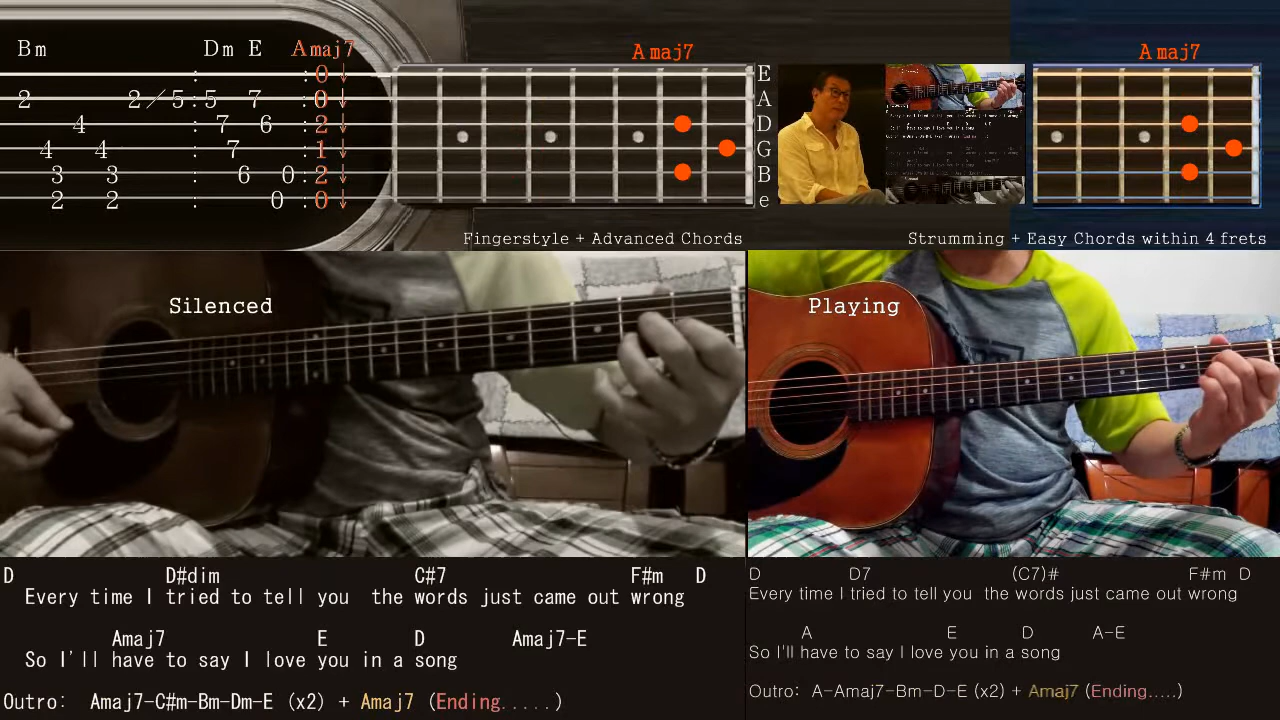 Bm Dm E Amaj7
: 0 ↓
2 2/5 : 5 7 : 0 ↓
4 : 7 6 : 2 ↓
4 4 : 7 : 1 ↓
3 3 : 6 0 : 2 ↓
2 2 : 0 : 0 ↓
Amaj7
E
A
D
G
B
e
Amaj7
Fingerstyle + Advanced Chords
Strumming + Easy Chords within 4 frets
Silenced
Playing
D D#dim C#7 F#m D
Every time I tried to tell you the words just came out wrong
Amaj7 E D Amaj7-E
So I'll have to say I love you in a song
Outro: Amaj7-C#m-Bm-Dm-E (x2) + Amaj7 (Ending.....)
D D7 (C7)# F#m D
Every time I tried to tell you the words just came out wrong
A E D A-E
So I'll have to say I love you in a song
Outro: A-Amaj7-Bm-D-E (x2) + Amaj7 (Ending.....)